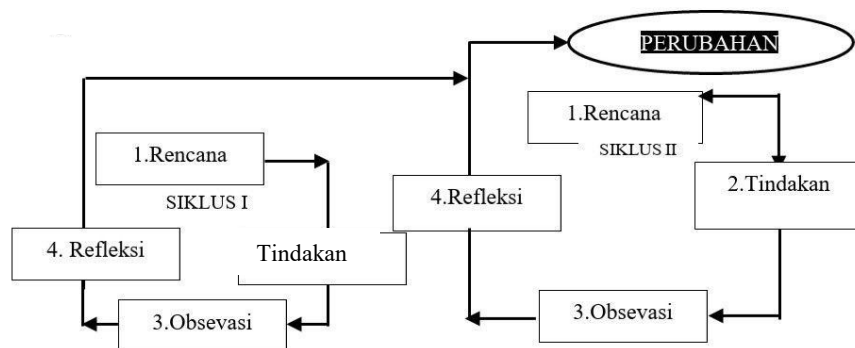 PERUBAHAN
1.Rencana
SIKLUS I
Tindakan
3.Obsevasi
4. Refleksi
1.Rencana
SIKLUS II
2.Tindakan
3.Obsevasi
4.Refleksi